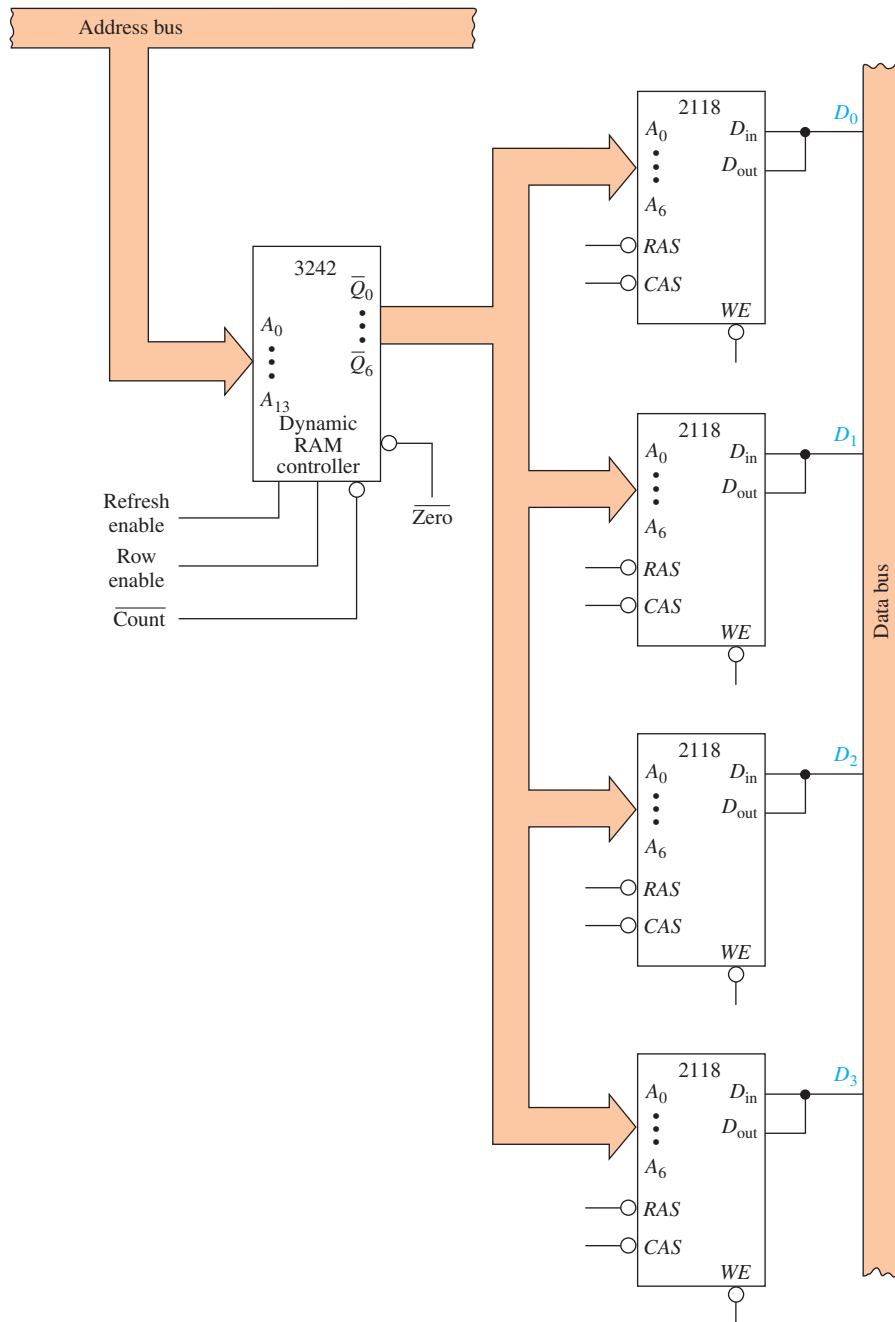 Address bus
3242
A0
A13
Q̅0
Q̅6
Dynamic
RAM
controller
Refresh
enable
Row
enable
C̅o̅u̅n̅t̅
Z̅e̅r̅o̅
2118
A0
A6
RAS
CAS
WE
Din
Dout
D0
2118
A0
A6
RAS
CAS
WE
Din
Dout
D1
2118
A0
A6
RAS
CAS
WE
Din
Dout
D2
2118
A0
A6
RAS
CAS
WE
Din
Dout
D3
Data bus